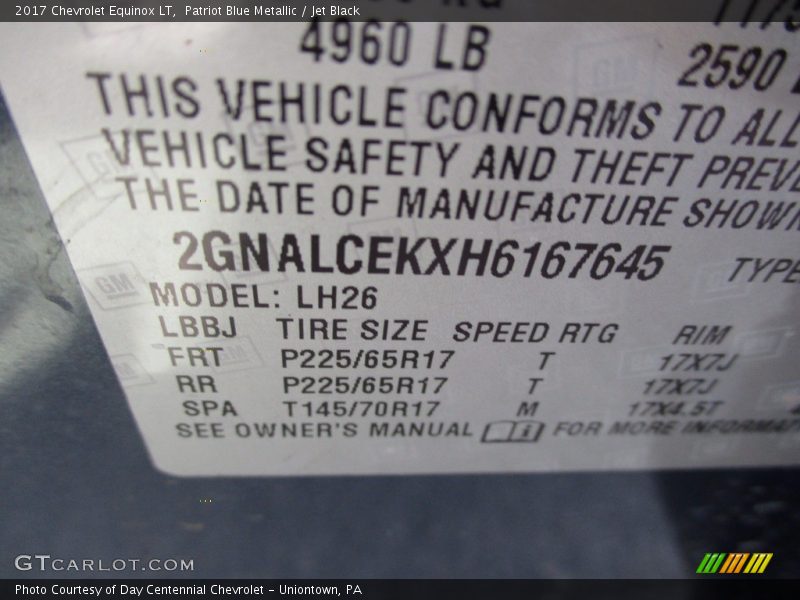 2017 Chevrolet Equinox LT, Patriot Blue Metallic / Jet Black
4960 LB 2590
THIS VEHICLE CONFORMS TO ALL
VEHICLE SAFETY AND THEFT PREVE
THE DATE OF MANUFACTURE SHOWN
2GNALCEKXH6167645 TYPE
MODEL: LH26
LBBJ TIRE SIZE SPEED RTG RIM
FRT P225/65R17 T 17X7J
RR P225/65R17 T 17X7J
SPA T145/70R17 M 17X4.5T
SEE OWNER'S MANUAL FOR MORE INFORMAT
GTCARLOT.COM
Photo Courtesy of Day Centennial Chevrolet - Uniontown, PA